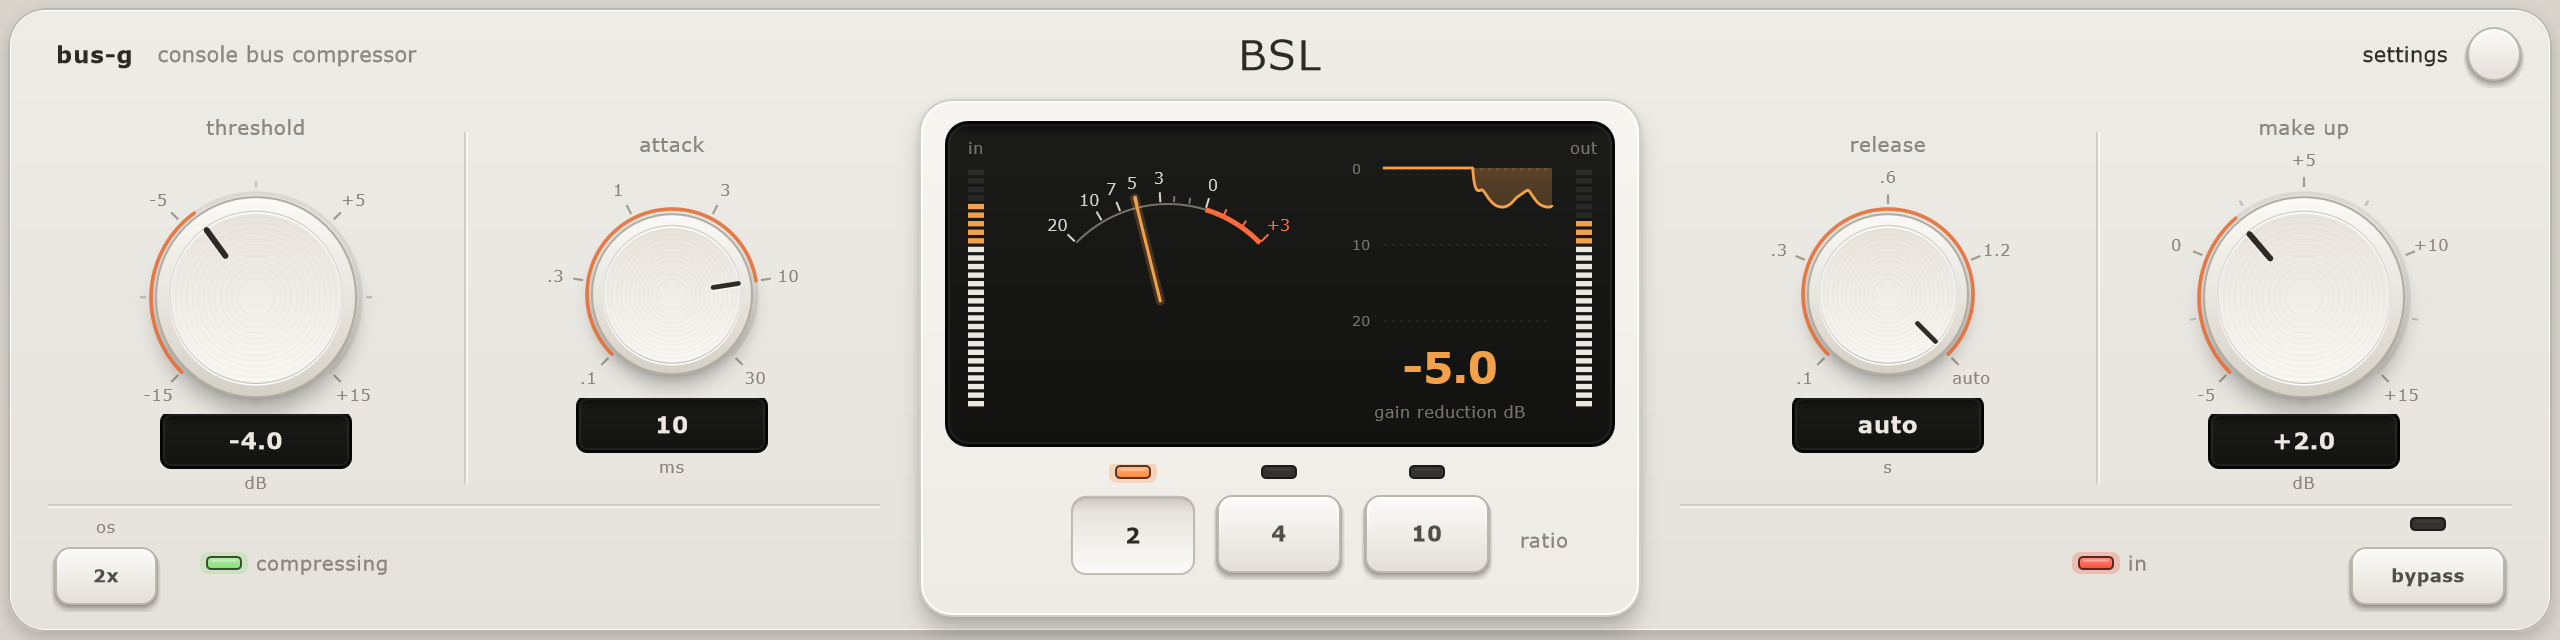 bus-g console bus compressor
BSL
settings
threshold
-5
+5
-15
+15
-4.0
dB
attack
.1
.3
1
3
10
30
10
ms
in
20
10
7
5
3
0
+3
0
10
20
-5.0
gain reduction dB
out
2
4
10
ratio
release
.1
.3
.6
1.2
auto
auto
s
make up
-5
0
+5
+10
+15
+2.0
dB
os
2x
compressing
in
bypass